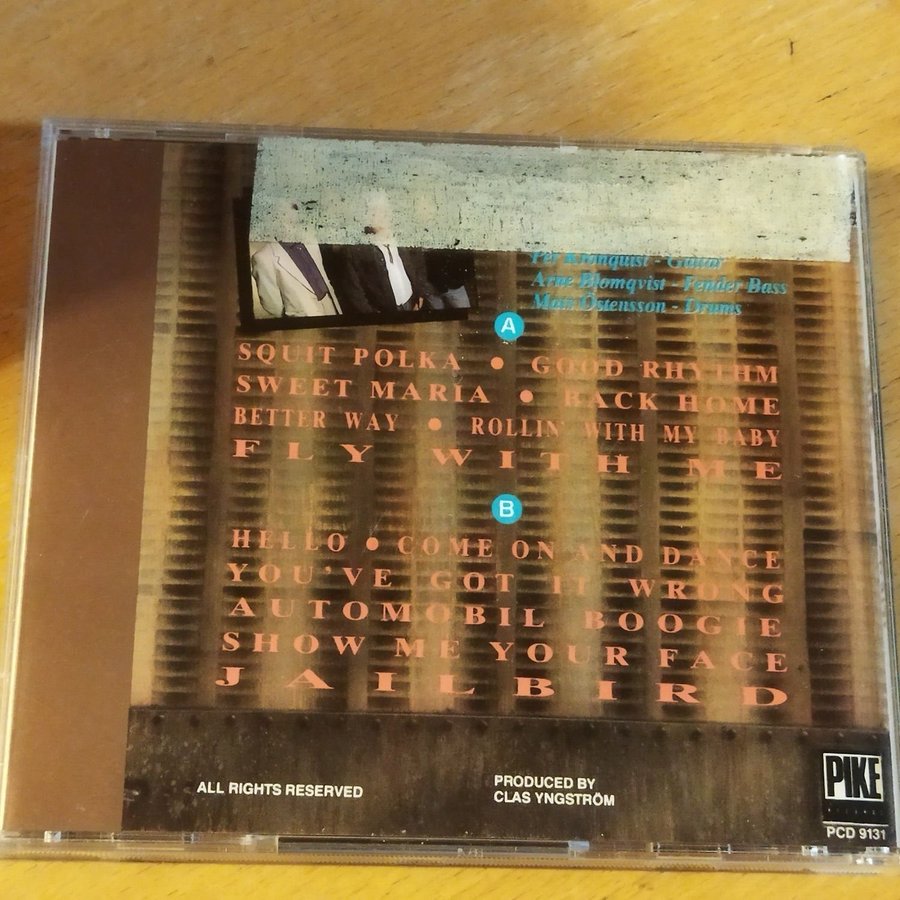 Per Kronquist - Guitar
Arne Blomqvist - Fender Bass
Mats Östensson - Drums
A
SQUIT POLKA • GOOD RHYTHM
SWEET MARIA • BACK HOME
BETTER WAY • ROLLIN' WITH MY BABY
FLY WITH ME
B
HELLO • COME ON AND DANCE
YOU'VE GOT IT WRONG
AUTOMOBIL BOOGIE
SHOW ME YOUR FACE
JAILBIRD
ALL RIGHTS RESERVED
PRODUCED BY
CLAS YNGSTRÖM
PIKE
PCD 9131